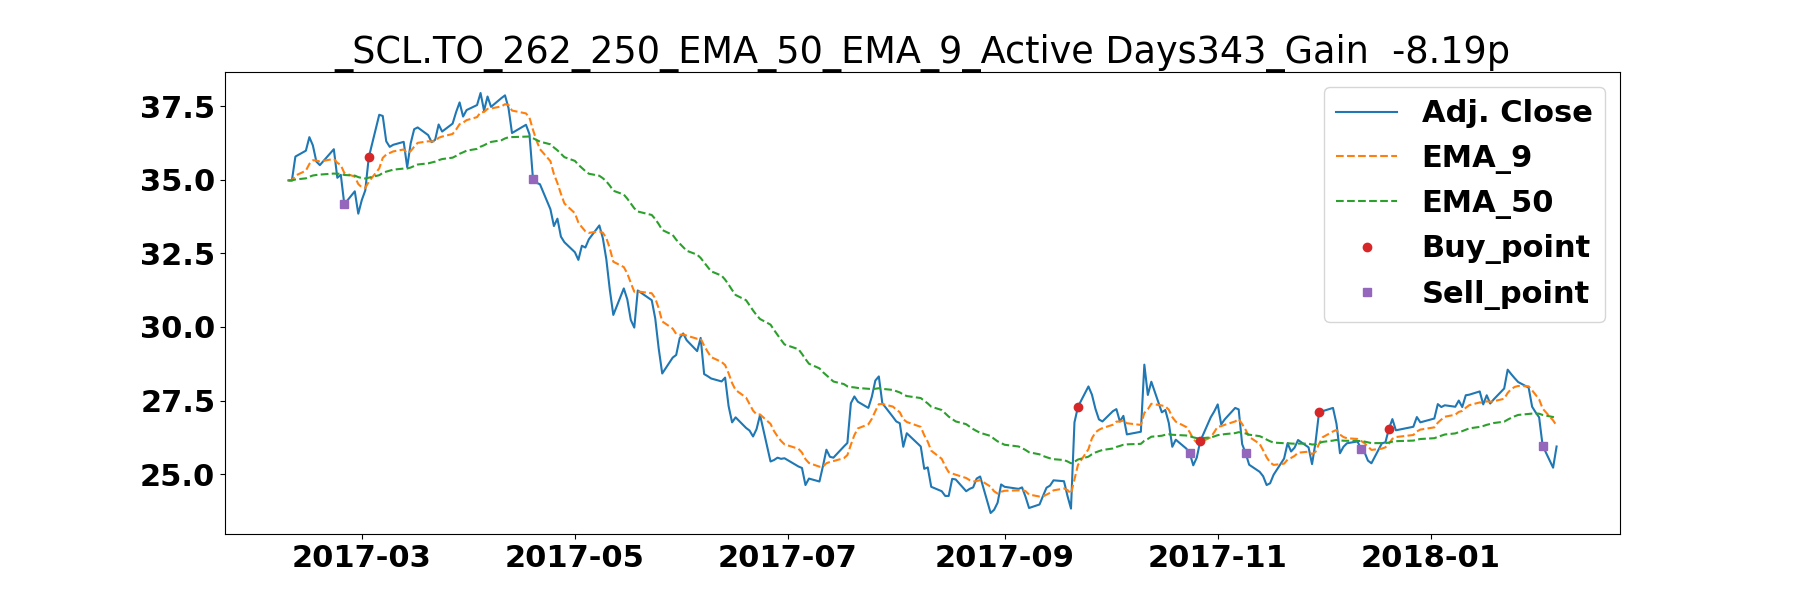 _SCL.TO_262_250_EMA_50_EMA_9_Active Days343_Gain  -8.19p
37.5
35.0
32.5
30.0
27.5
25.0
Adj. Close
EMA_9
EMA_50
Buy_point
Sell_point
2017-03
2017-05
2017-07
2017-09
2017-11
2018-01